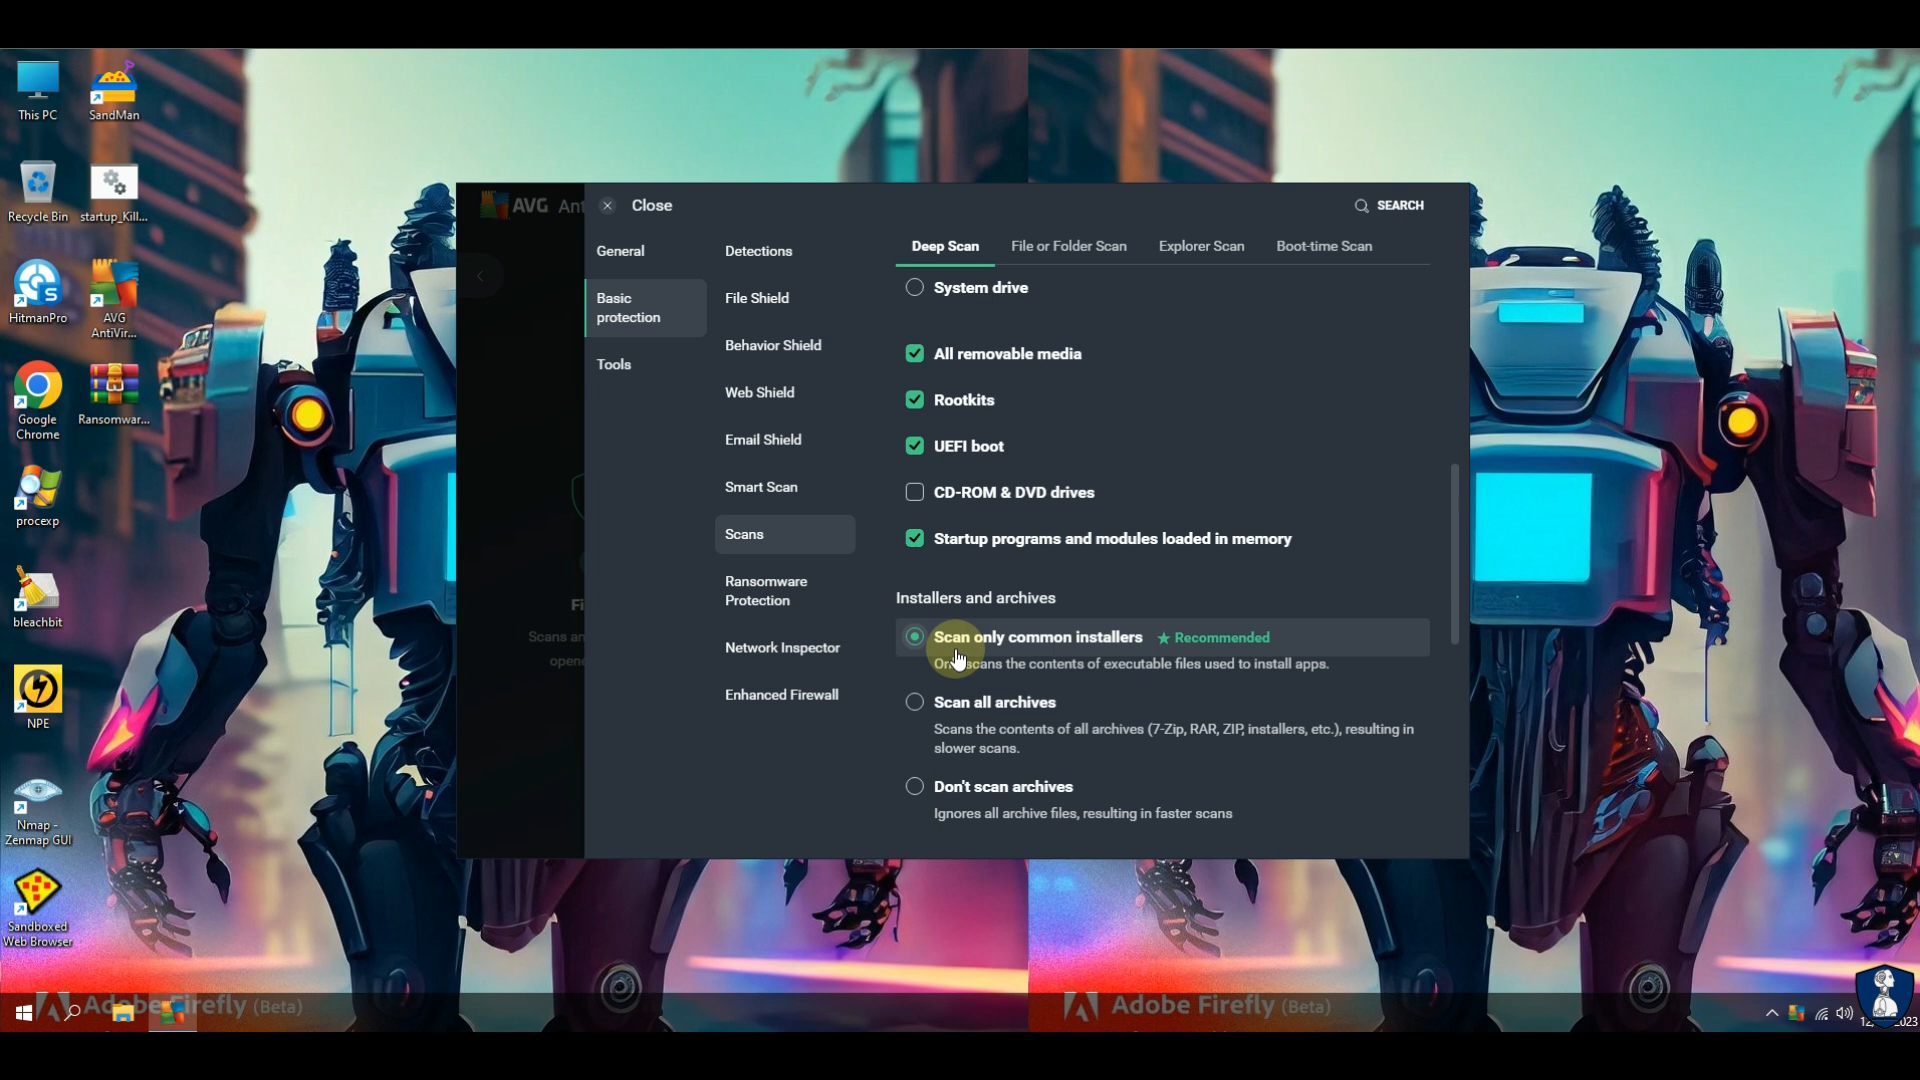 This PC
SandMan
Recycle Bin
startup_Kill...
HitmanPro
AVG
AntiVir...
Google
Chrome
Ransomwar...
procexp
bleachbit
NPE
Nmap -
Zenmap GUI
Sandboxed
Web Browser
AVG Ant
Close
SEARCH
General
Basic
protection
Tools
Detections
File Shield
Behavior Shield
Web Shield
Email Shield
Smart Scan
Scans
Ransomware
Protection
Network Inspector
Enhanced Firewall
Deep Scan
File or Folder Scan
Explorer Scan
Boot-time Scan
System drive
All removable media
Rootkits
UEFI boot
CD-ROM & DVD drives
Startup programs and modules loaded in memory
Installers and archives
Scan only common installers
Recommended
scans the contents of executable files used to install apps.
Scan all archives
Scans the contents of all archives (7-Zip, RAR, ZIP, installers, etc.), resulting in
slower scans.
Don't scan archives
Ignores all archive files, resulting in faster scans
Fi
Scans an
opene
Adobe Firefly (Beta)
Adobe Firefly (Beta)